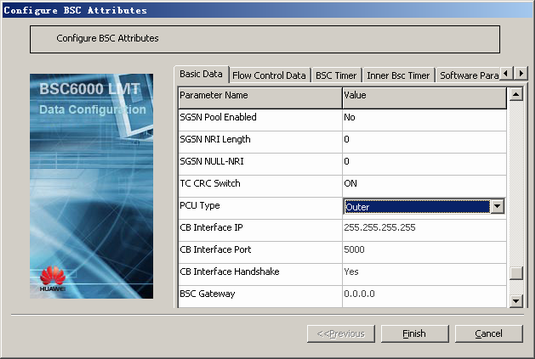 Configure BSC Attributes
Configure BSC Attributes
BSC6000 LMT
Data Configuration
HUAWEI
Basic Data Flow Control Data BSC Timer Inner Bsc Timer Software Para
Parameter Name Value
SGSN Pool Enabled No
SGSN NRI Length 0
SGSN NULL-NRI 0
TC CRC Switch ON
PCU Type Outer
CB Interface IP 255.255.255.255
CB Interface Port 5000
CB Interface Handshake Yes
BSC Gateway 0.0.0.0
<<Previous Finish Cancel